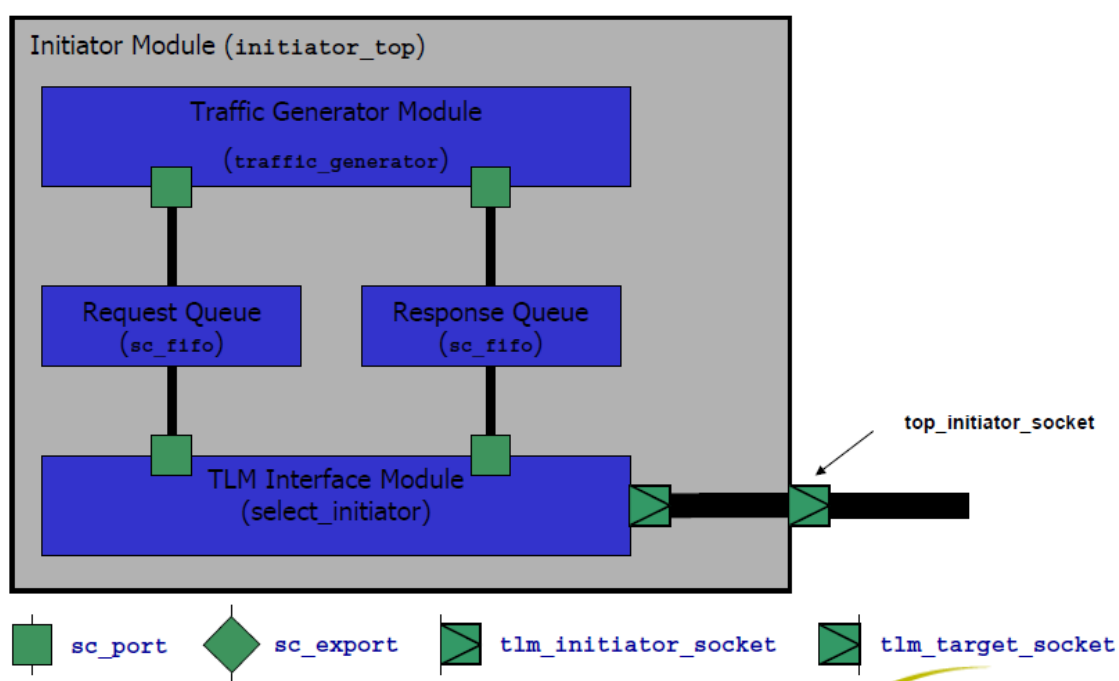 Initiator Module (initiator_top)
Traffic Generator Module
(traffic_generator)
Request Queue
(sc_fifo)
Response Queue
(sc_fifo)
top_initiator_socket
TLM Interface Module
(select_initiator)
sc_port
sc_export
tlm_initiator_socket
tlm_target_socket